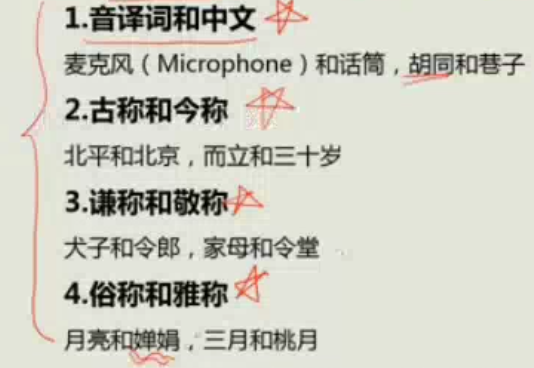 1.音译词和中文
麦克风（Microphone）和话筒，胡同和巷子
2.古称和今称
北平和北京，而立和三十岁
3.谦称和敬称
犬子和令郎，家母和令堂
4.俗称和雅称
月亮和婵娟，三月和桃月